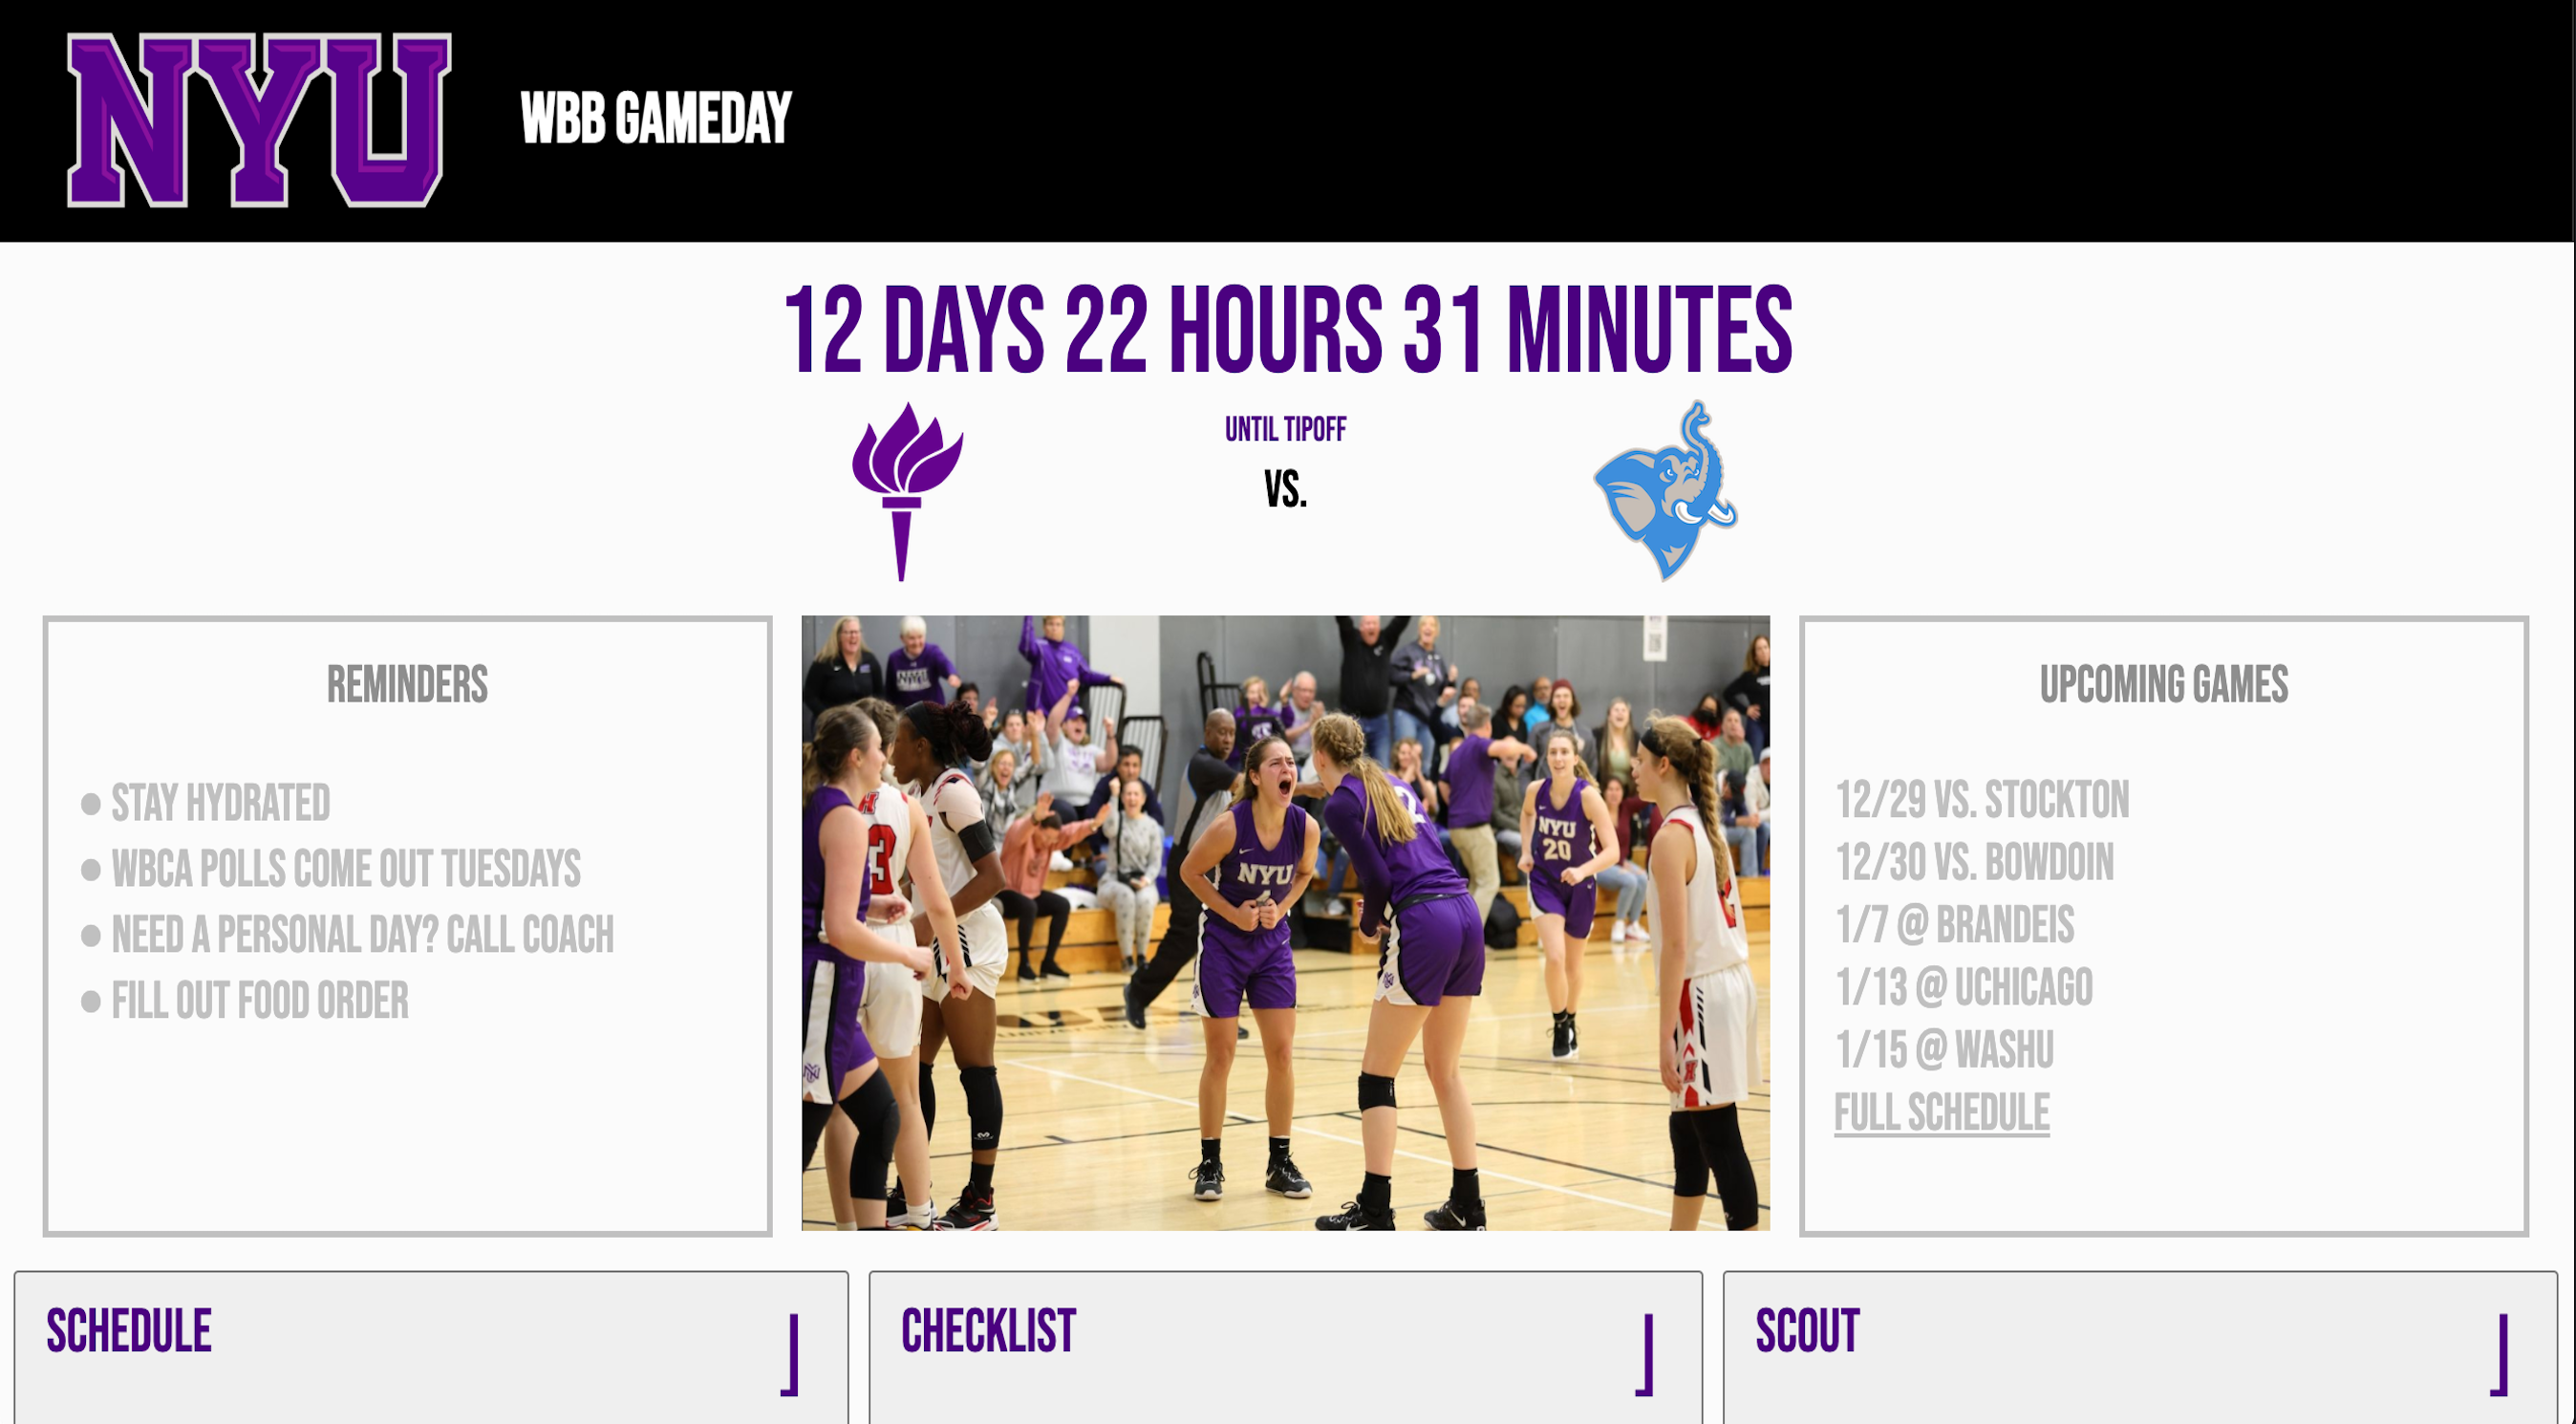 NYU
WBB GAMEDAY
12 DAYS 22 HOURS 31 MINUTES
UNTIL TIPOFF
VS.
REMINDERS
• STAY HYDRATED
• WBCA POLLS COME OUT TUESDAYS
• NEED A PERSONAL DAY? CALL COACH
• FILL OUT FOOD ORDER
NYU
NYU
20
3
2
UPCOMING GAMES
12/29 VS. STOCKTON
12/30 VS. BOWDOIN
1/7 @ BRANDEIS
1/13 @ UCHICAGO
1/15 @ WASHU
FULL SCHEDULE
SCHEDULE
CHECKLIST
SCOUT